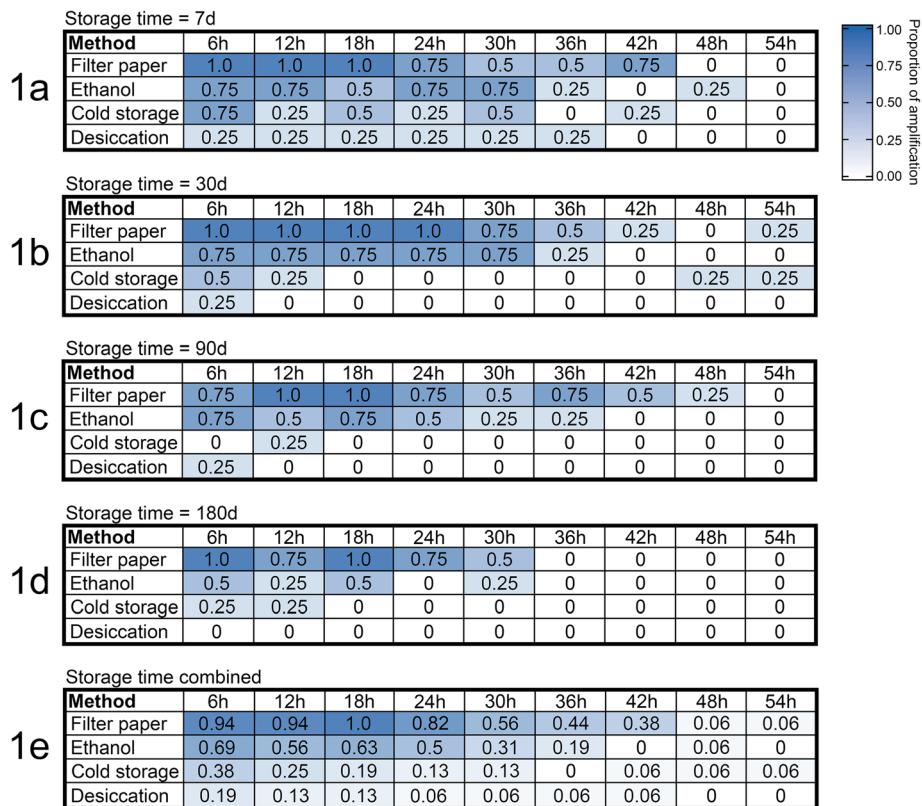 Storage time = 7d
1a
Method 6h 12h 18h 24h 30h 36h 42h 48h 54h
Filter paper 1.0 1.0 1.0 0.75 0.5 0.5 0.75 0 0
Ethanol 0.75 0.75 0.5 0.75 0.75 0.25 0 0.25 0
Cold storage 0.75 0.25 0.5 0.25 0.5 0 0.25 0 0
Desiccation 0.25 0.25 0.25 0.25 0.25 0.25 0 0 0
1.00
0.75
0.50
0.25
0.00
Proportion of amplification
Storage time = 30d
1b
Method 6h 12h 18h 24h 30h 36h 42h 48h 54h
Filter paper 1.0 1.0 1.0 1.0 0.75 0.5 0.25 0 0.25
Ethanol 0.75 0.75 0.75 0.75 0.75 0.25 0 0 0
Cold storage 0.5 0.25 0 0 0 0 0 0.25 0.25
Desiccation 0.25 0 0 0 0 0 0 0 0
Storage time = 90d
1c
Method 6h 12h 18h 24h 30h 36h 42h 48h 54h
Filter paper 0.75 1.0 1.0 0.75 0.5 0.75 0.5 0.25 0
Ethanol 0.75 0.5 0.75 0.5 0.25 0.25 0 0 0
Cold storage 0 0.25 0 0 0 0 0 0 0
Desiccation 0.25 0 0 0 0 0 0 0 0
Storage time = 180d
1d
Method 6h 12h 18h 24h 30h 36h 42h 48h 54h
Filter paper 1.0 0.75 1.0 0.75 0.5 0 0 0 0
Ethanol 0.5 0.25 0.5 0 0.25 0 0 0 0
Cold storage 0.25 0.25 0 0 0 0 0 0 0
Desiccation 0 0 0 0 0 0 0 0 0
Storage time combined
1e
Method 6h 12h 18h 24h 30h 36h 42h 48h 54h
Filter paper 0.94 0.94 1.0 0.82 0.56 0.44 0.38 0.06 0.06
Ethanol 0.69 0.56 0.63 0.5 0.31 0.19 0 0.06 0
Cold storage 0.38 0.25 0.19 0.13 0.13 0 0.06 0.06 0.06
Desiccation 0.19 0.13 0.13 0.06 0.06 0.06 0.06 0 0